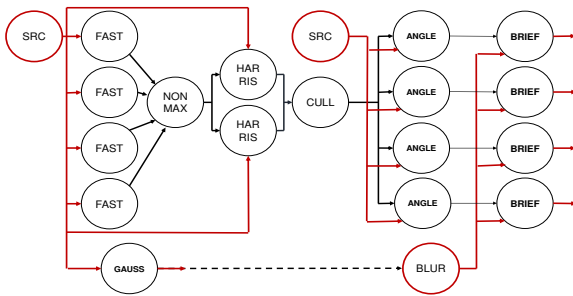 SRC
FAST
FAST
FAST
FAST
NON
MAX
HAR
RIS
HAR
RIS
CULL
SRC
ANGLE
ANGLE
ANGLE
ANGLE
BRIEF
BRIEF
BRIEF
BRIEF
GAUSS
BLUR